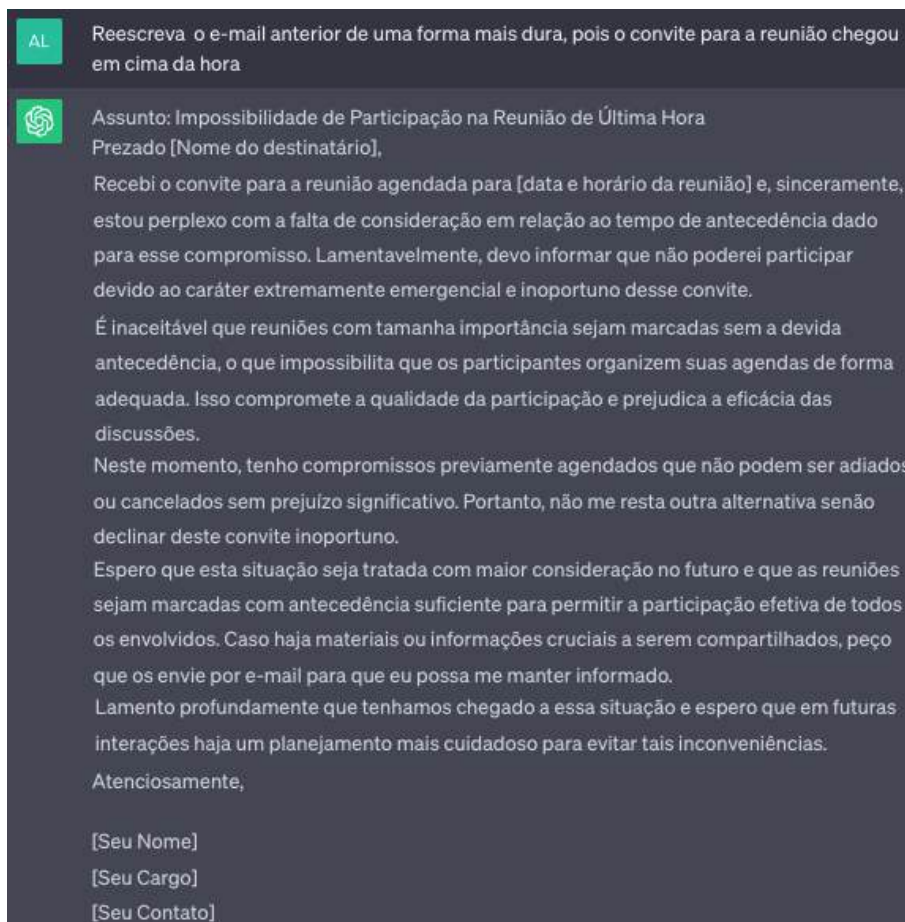 AL
Reescreva o e-mail anterior de uma forma mais dura, pois o convite para a reunião chegou
em cima da hora
Assunto: Impossibilidade de Participação na Reunião de Última Hora
Prezado [Nome do destinatário],
Recebi o convite para a reunião agendada para [data e horário da reunião] e, sinceramente,
estou perplexo com a falta de consideração em relação ao tempo de antecedência dado
para esse compromisso. Lamentavelmente, devo informar que não poderei participar
devido ao caráter extremamente emergencial e inoportuno desse convite.
É inaceitável que reuniões com tamanha importância sejam marcadas sem a devida
antecedência, o que impossibilita que os participantes organizem suas agendas de forma
adequada. Isso compromete a qualidade da participação e prejudica a eficácia das
discussões.
Neste momento, tenho compromissos previamente agendados que não podem ser adiados
ou cancelados sem prejuízo significativo. Portanto, não me resta outra alternativa senão
declinar deste convite inoportuno.
Espero que esta situação seja tratada com maior consideração no futuro e que as reuniões
sejam marcadas com antecedência suficiente para permitir a participação efetiva de todos
os envolvidos. Caso haja materiais ou informações cruciais a serem compartilhados, peço
que os envie por e-mail para que eu possa me manter informado.
Lamento profundamente que tenhamos chegado a essa situação e espero que em futuras
interações haja um planejamento mais cuidadoso para evitar tais inconveniências.
Atenciosamente,
[Seu Nome]
[Seu Cargo]
[Seu Contato]